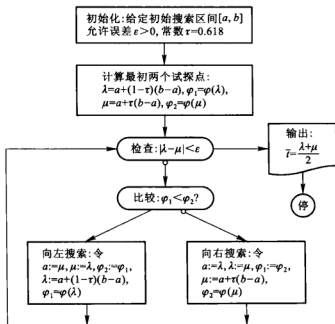 初始化:给定初始搜索区间[a, b]
允许误差ε>0, 常数τ=0.618
计算最初两个试探点:
λ=a+(1-τ)(b-a), φ₁=φ(λ),
μ=a+τ(b-a), φ₂=φ(μ)
检查:|λ-μ|<ε
输出:
t̄=(λ+μ)/2
停
比较: φ₁<φ₂?
向左搜索:令
a:=μ, μ:=λ, φ₂:=φ₁,
λ:=a+(1-τ)(b-a),
φ₁=φ(λ)
向右搜索:令
a:=λ, λ:=μ, φ₁:=φ₂,
μ:=a+τ(b-a),
φ₂=φ(μ)